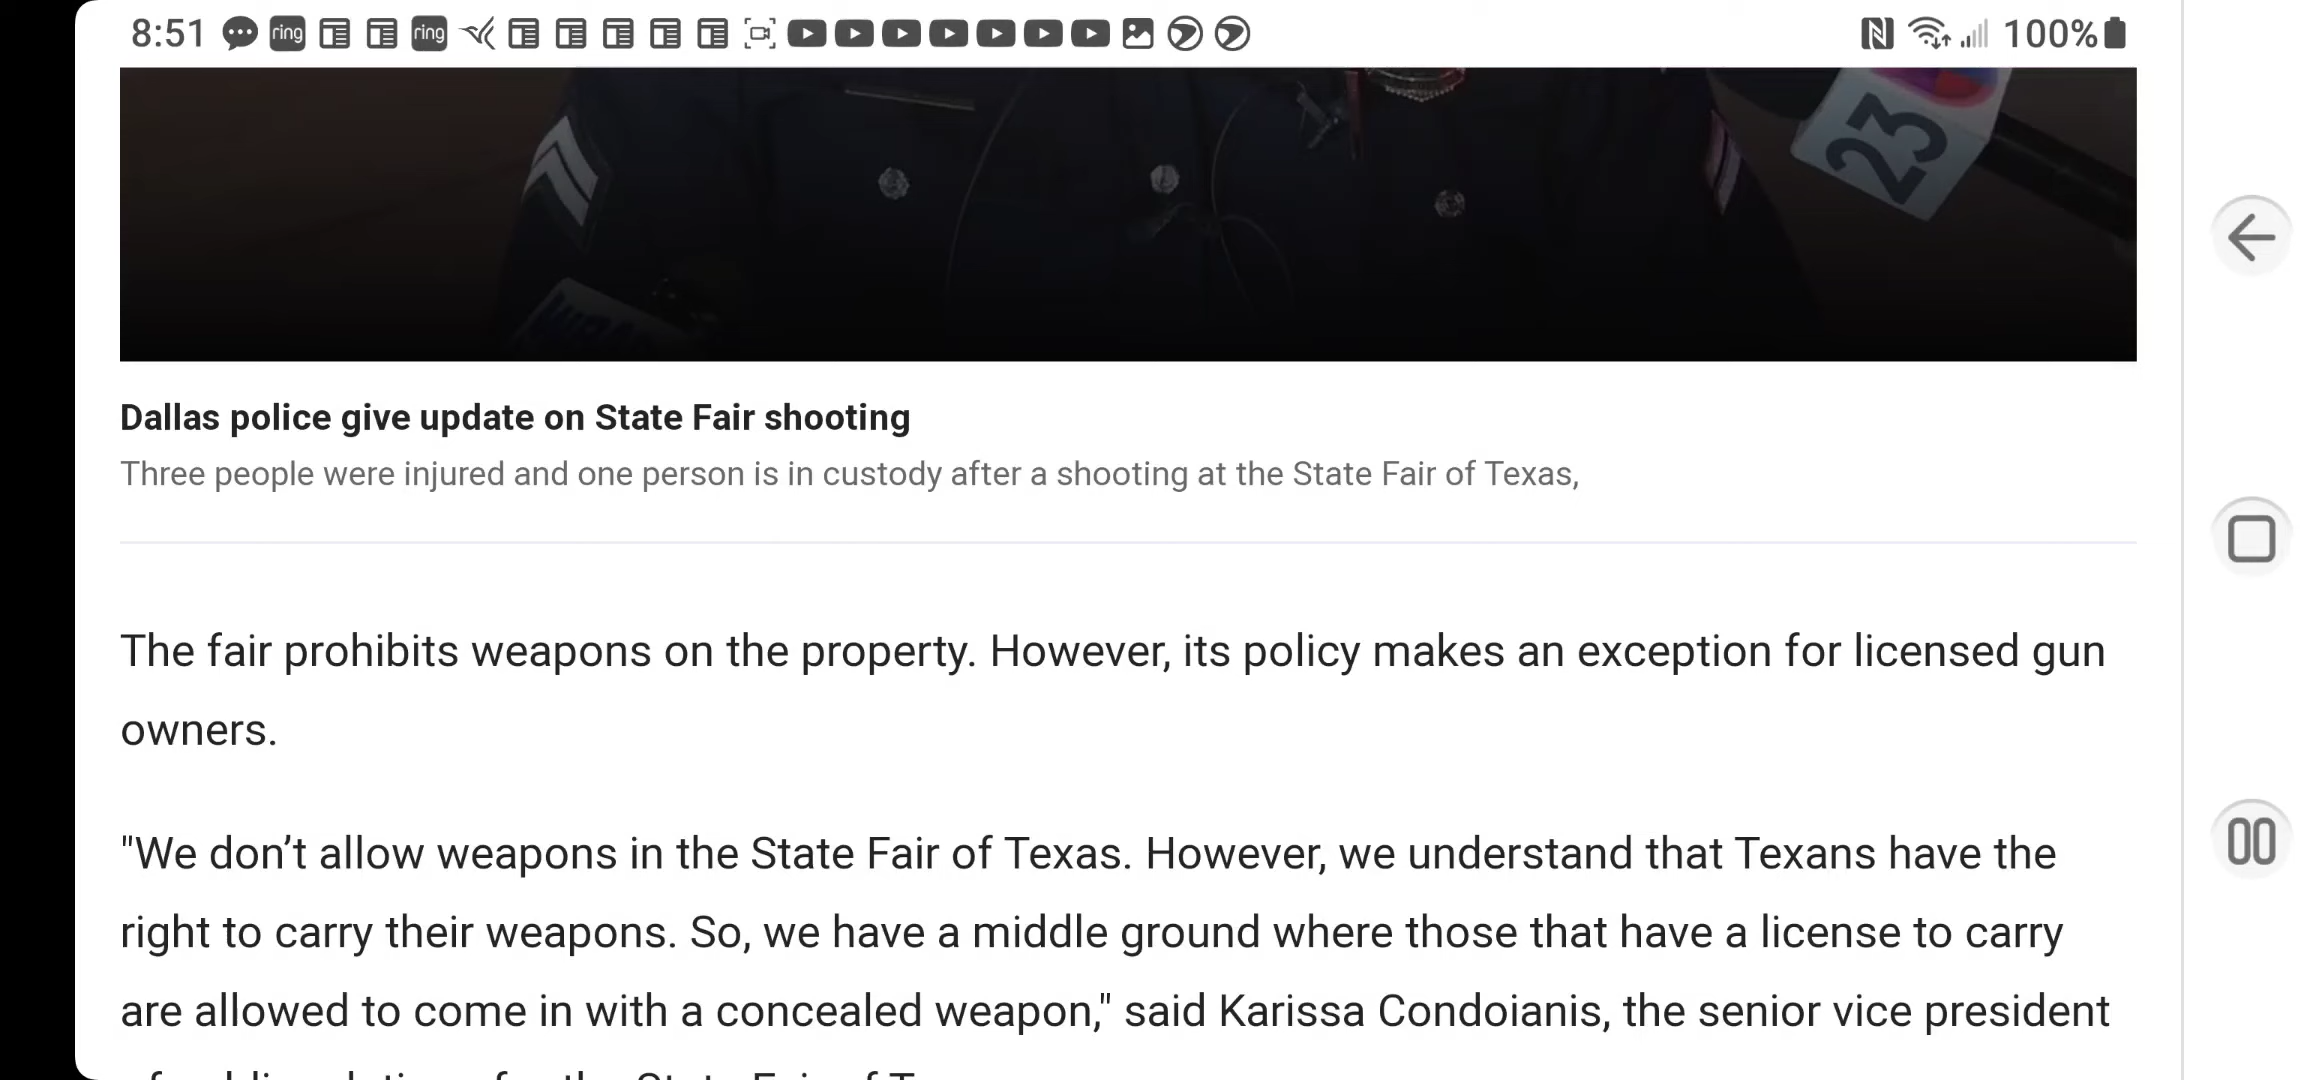 8:51 ring ring 100%
23
Dallas police give update on State Fair shooting
Three people were injured and one person is in custody after a shooting at the State Fair of Texas,
The fair prohibits weapons on the property. However, its policy makes an exception for licensed gun
owners.
"We don’t allow weapons in the State Fair of Texas. However, we understand that Texans have the
right to carry their weapons. So, we have a middle ground where those that have a license to carry
are allowed to come in with a concealed weapon," said Karissa Condoianis, the senior vice president